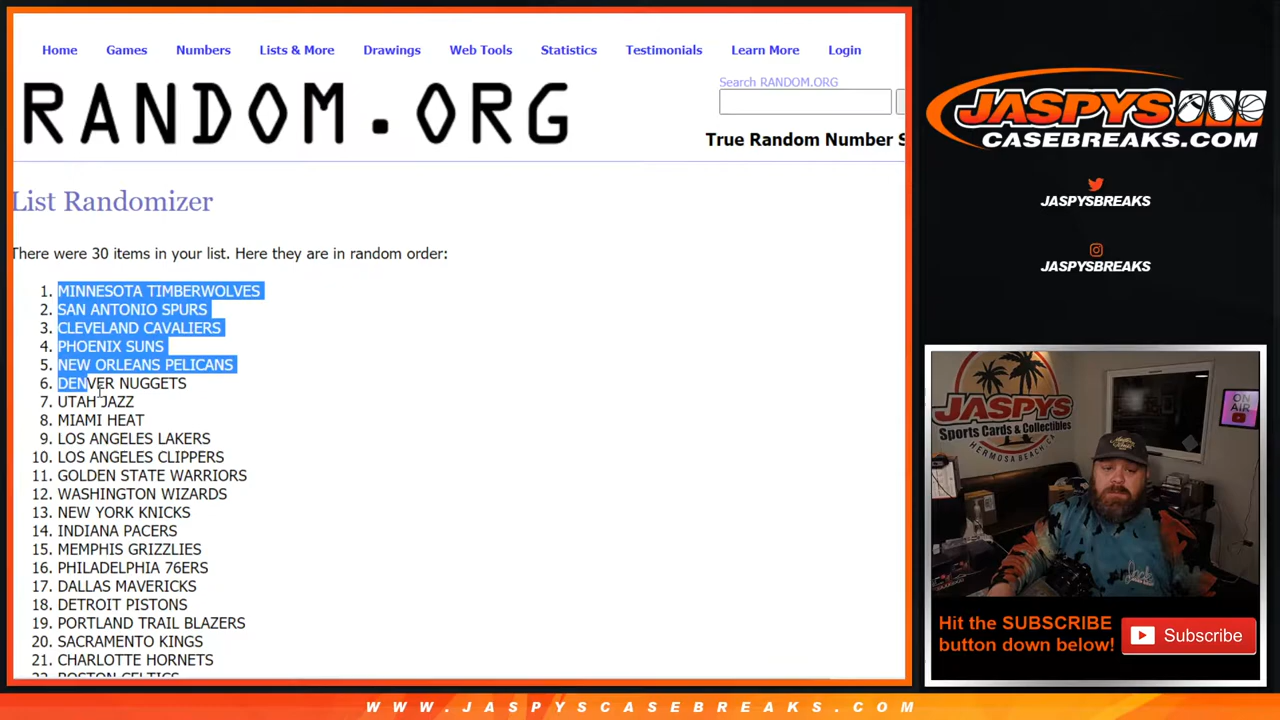 Home Games Numbers Lists & More Drawings Web Tools Statistics Testimonials Learn More Login
RANDOM.ORG
Search RANDOM.ORG
True Random Number S
List Randomizer
There were 30 items in your list. Here they are in random order:
1. MINNESOTA TIMBERWOLVES
2. SAN ANTONIO SPURS
3. CLEVELAND CAVALIERS
4. PHOENIX SUNS
5. NEW ORLEANS PELICANS
6. DENVER NUGGETS
7. UTAH JAZZ
8. MIAMI HEAT
9. LOS ANGELES LAKERS
10. LOS ANGELES CLIPPERS
11. GOLDEN STATE WARRIORS
12. WASHINGTON WIZARDS
13. NEW YORK KNICKS
14. INDIANA PACERS
15. MEMPHIS GRIZZLIES
16. PHILADELPHIA 76ERS
17. DALLAS MAVERICKS
18. DETROIT PISTONS
19. PORTLAND TRAIL BLAZERS
20. SACRAMENTO KINGS
21. CHARLOTTE HORNETS
22. BOSTON CELTICS
JASPYS
CASEBREAKS.COM
JASPYSBREAKS
JASPYSBREAKS
JASPYS
Sports Cards & Collectibles
HERMOSA BEACH, CA
ON
AIR
Hit the SUBSCRIBE
button down below!
Subscribe
WWW.JASPYSCASEBREAKS.COM